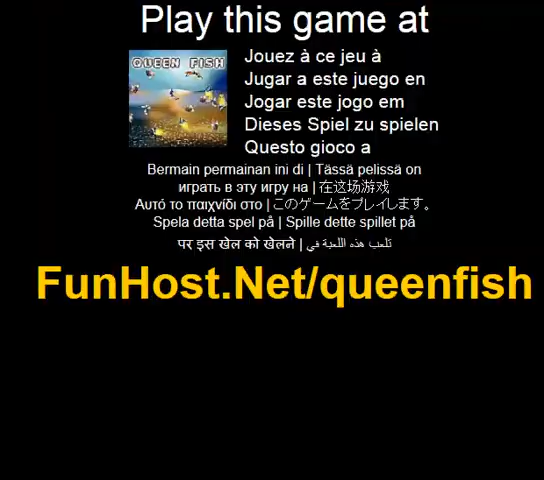 Play this game at
QUEEN FISH
Jouez à ce jeu à
Jugar a este juego en
Jogar este jogo em
Dieses Spiel zu spielen
Questo gioco a
Bermain permainan ini di | Tässä pelissä on
играть в эту игру на | 在这场游戏
Αυτό το παιχνίδι στο | このゲームをプレイします。
Spela detta spel på | Spille dette spillet på
पर इस खेल को खेलने | تلعب هذه اللعبة في
FunHost.Net/queenfish